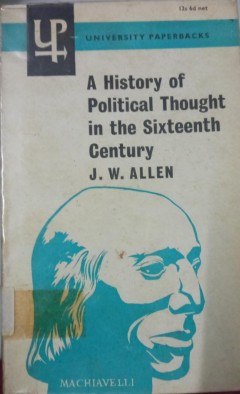 12s 6d net
UP
UNIVERSITY PAPERBACKS
A History of
Political Thought
in the Sixteenth
Century
J. W. ALLEN
MACHIAVELLI